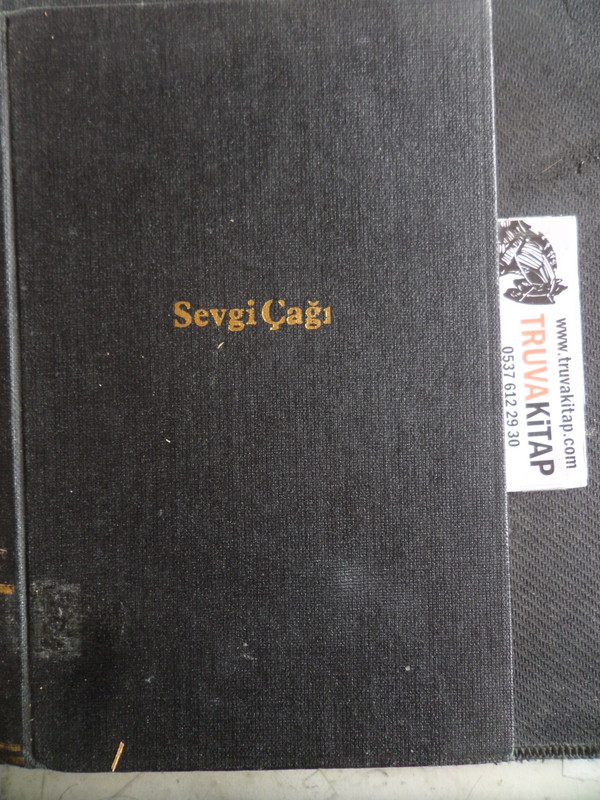 Sevgi Çağı
www.truvakitap.com
TRUVAKİTAP
0537 612 29 30